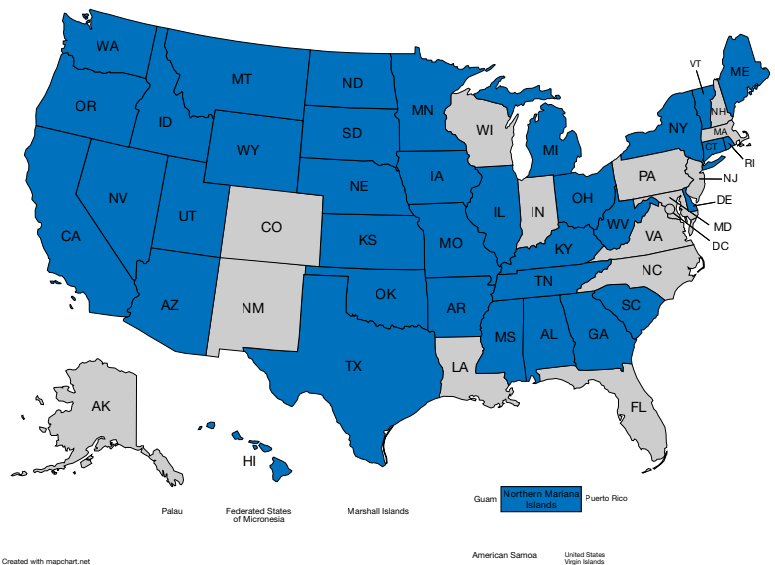 WA
VT
ME
MT
ND
OR
MN
ID
NH
SD
WI
NY
MA
WY
MI
CT
RI
PA
NJ
IA
NE
NV
OH
DE
IL
IN
UT
WV
CO
MD
CA
VA
KS
MO
DC
KY
NC
TN
OK
AZ
NM
AR
SC
MS
AL
GA
TX
LA
AK
FL
HI
Guam
Northern Mariana
Islands
Puerto Rico
Palau
Federated States
of Micronesia
Marshall Islands
American Samoa
United States
Virgin Islands
Created with mapchart.net